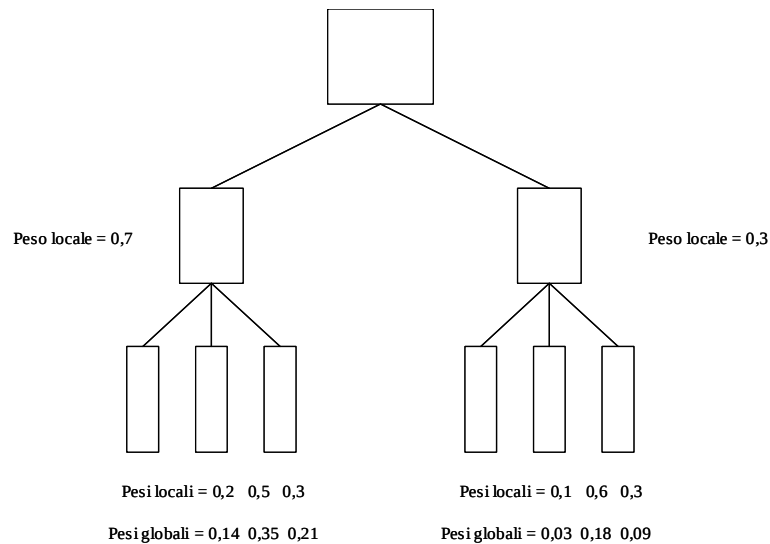 Peso locale = 0,7
Peso locale = 0,3
Pesi locali = 0,2 0,5 0,3
Pesi locali = 0,1 0,6 0,3
Pesi globali = 0,14 0,35 0,21
Pesi globali = 0,03 0,18 0,09